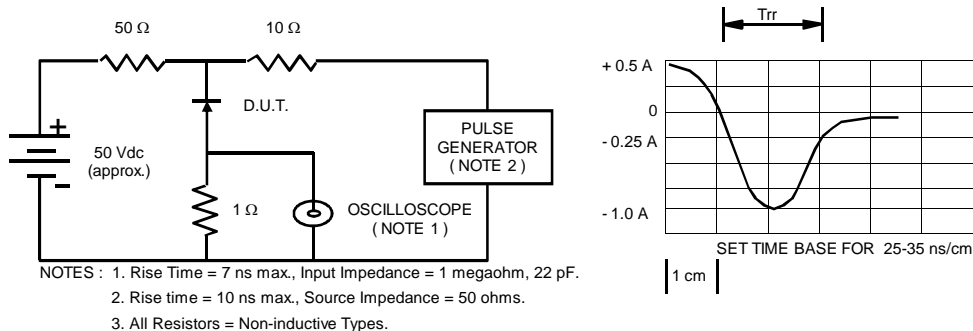 50 Ω
10 Ω
D.U.T.
+
50 Vdc
(approx.)
-
1 Ω
OSCILLOSCOPE
( NOTE 1 )
PULSE
GENERATOR
( NOTE 2 )
NOTES : 1. Rise Time = 7 ns max., Input Impedance = 1 megaohm, 22 pF.
2. Rise time = 10 ns max., Source Impedance = 50 ohms.
3. All Resistors = Non-inductive Types.
Trr
+ 0.5 A
0
- 0.25 A
- 1.0 A
SET TIME BASE FOR 25-35 ns/cm
1 cm